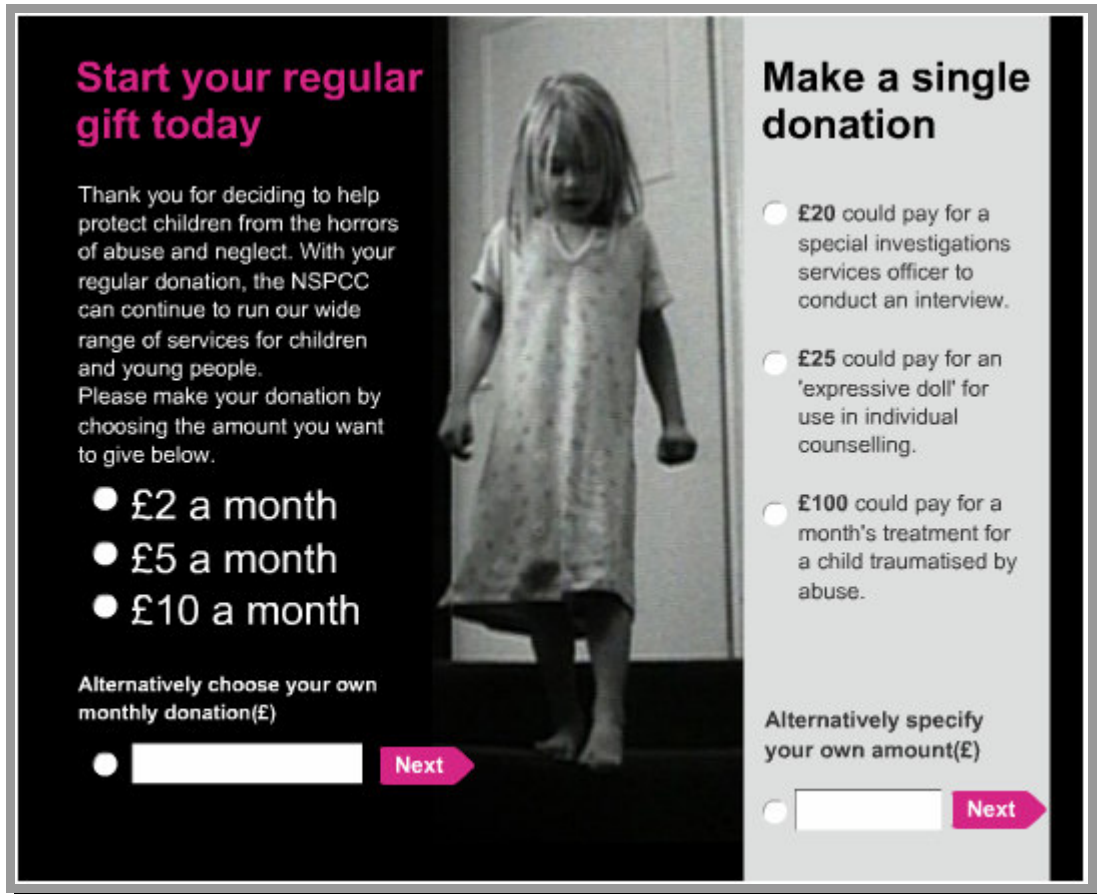 Start your regular
gift today
Thank you for deciding to help
protect children from the horrors
of abuse and neglect. With your
regular donation, the NSPCC
can continue to run our wide
range of services for children
and young people.
Please make your donation by
choosing the amount you want
to give below.
£2 a month
£5 a month
£10 a month
Alternatively choose your own
monthly donation(£)
Next
Make a single
donation
£20 could pay for a
special investigations
services officer to
conduct an interview.
£25 could pay for an
'expressive doll' for
use in individual
counselling.
£100 could pay for a
month's treatment for
a child traumatised by
abuse.
Alternatively specify
your own amount(£)
Next